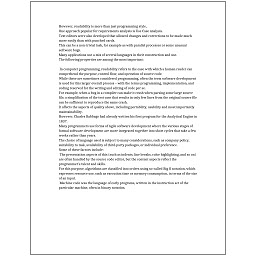 However, readability is more than just programming style.
One approach popular for requirements analysis is Use Case Analysis.
Text editors were also developed that allowed changes and corrections to be made much
more easily than with punched cards.
This can be a non-trivial task, for example as with parallel processes or some unusual
software bugs.
Many applications use a mix of several languages in their construction and use.
The following properties are among the most important:

In computer programming, readability refers to the ease with which a human reader can
comprehend the purpose, control flow, and operation of source code.
While these are sometimes considered programming, often the term software development
is used for this larger overall process – with the terms programming, implementation, and
coding reserved for the writing and editing of code per se.
For example, when a bug in a compiler can make it crash when parsing some large source
file, a simplification of the test case that results in only few lines from the original source file
can be sufficient to reproduce the same crash.
It affects the aspects of quality above, including portability, usability and most importantly
maintainability.
However, Charles Babbage had already written his first program for the Analytical Engine in
1837.
Many programmers use forms of Agile software development where the various stages of
formal software development are more integrated together into short cycles that take a few
weeks rather than years.
The choice of language used is subject to many considerations, such as company policy,
suitability to task, availability of third-party packages, or individual preference.
Some of these factors include:
The presentation aspects of this (such as indents, line breaks, color highlighting, and so on)
are often handled by the source code editor, but the content aspects reflect the
programmer's talent and skills.
For this purpose, algorithms are classified into orders using so-called Big O notation, which
expresses resource use, such as execution time or memory consumption, in terms of the size
of an input.
Machine code was the language of early programs, written in the instruction set of the
particular machine, often in binary notation.